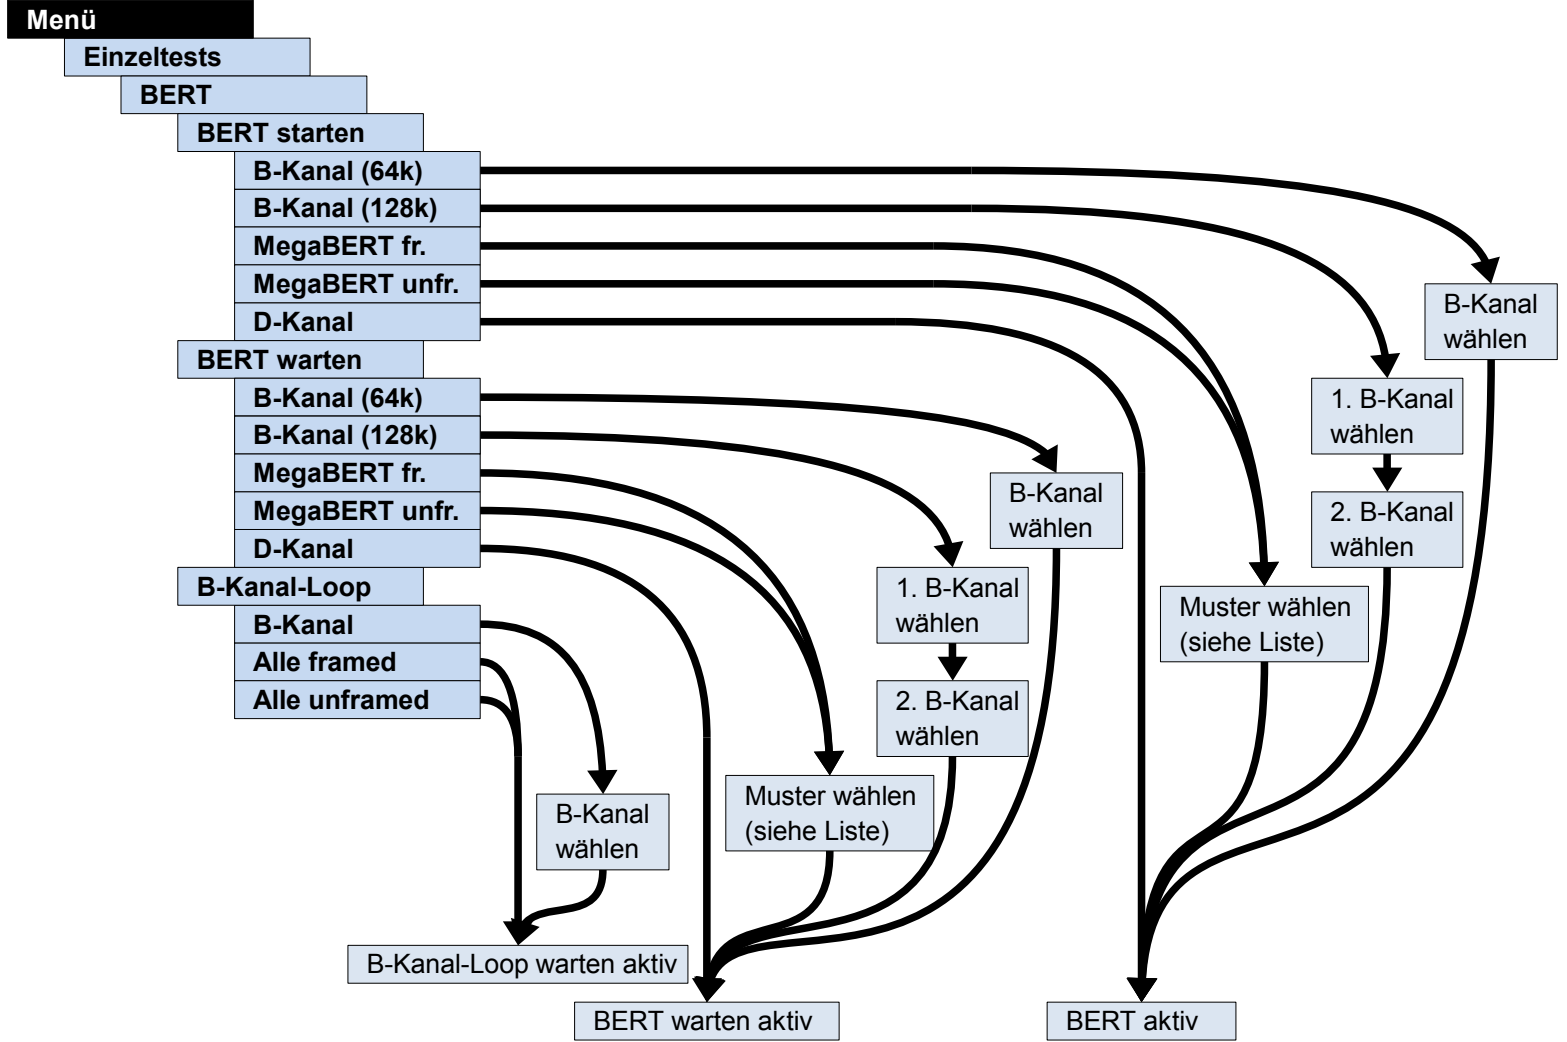 Menü
Einzeltests
BERT
BERT starten
B-Kanal (64k)
B-Kanal (128k)
MegaBERT fr.
MegaBERT unfr.
D-Kanal
BERT warten
B-Kanal (64k)
B-Kanal (128k)
MegaBERT fr.
MegaBERT unfr.
D-Kanal
B-Kanal-Loop
B-Kanal
Alle framed
Alle unframed
B-Kanal
wählen
B-Kanal-Loop warten aktiv
Muster wählen
(siehe Liste)
1. B-Kanal
wählen
2. B-Kanal
wählen
B-Kanal
wählen
BERT warten aktiv
Muster wählen
(siehe Liste)
1. B-Kanal
wählen
2. B-Kanal
wählen
B-Kanal
wählen
BERT aktiv